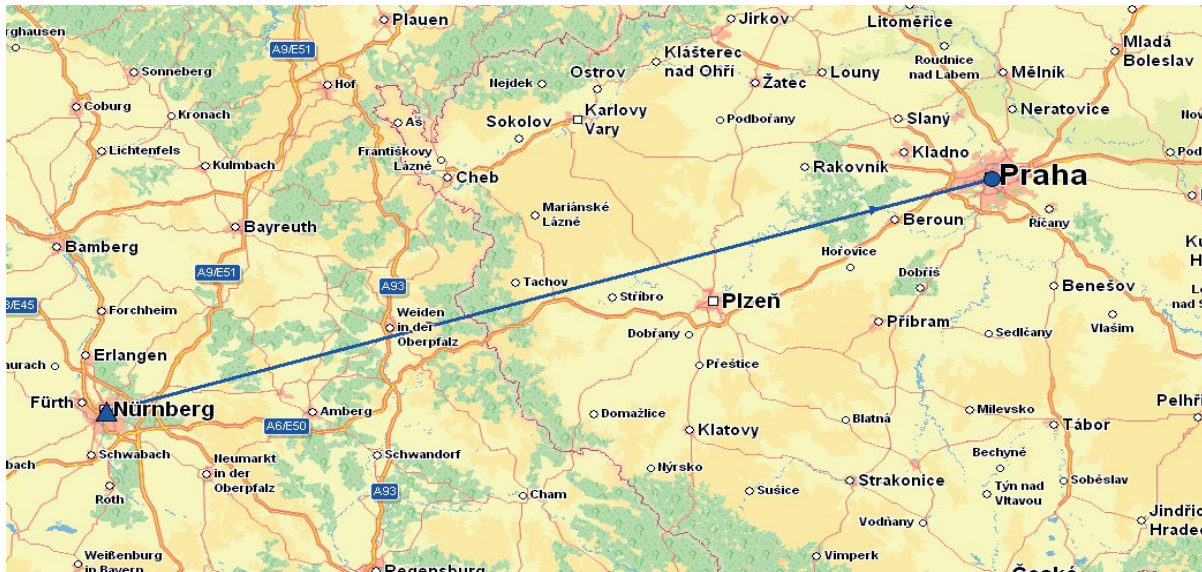 Plauen
Jirkov
Litoměřice
Mladá
Boleslav
A9/E51
Klášterec
nad Ohří
Roudnice
nad Labem
Sonneberg
Hof
Nejdek
Ostrov
Žatec
Louny
Mělník
Coburg
Kronach
Aš
Sokolov
Karlovy
Vary
Podbořany
Slaný
Neratovice
Lichtenfels
Kulmbach
Františkovy
Lázně
Cheb
Rakovník
Kladno
Praha
Bayreuth
Mariánské
Lázně
Beroun
Říčany
Bamberg
Hořovice
A9/E51
A93
Tachov
Stříbro
Plzeň
Dobříš
Benešov
Forchheim
Weiden
in der
Oberpfalz
Dobřany
Příbram
Sedlčany
Vlašim
Erlangen
Přeštice
Fürth
Nürnberg
Amberg
Domažlice
Blatná
Milevsko
A6/E50
Klatovy
Tábor
Schwabach
Neumarkt
in der
Oberpfalz
Schwandorf
Nýrsko
Bechyně
Roth
A93
Cham
Sušice
Strakonice
Týn nad
Vltavou
Soběslav
Vodňany
Weißenburg
in Bayern
Regensburg
Vimperk
České